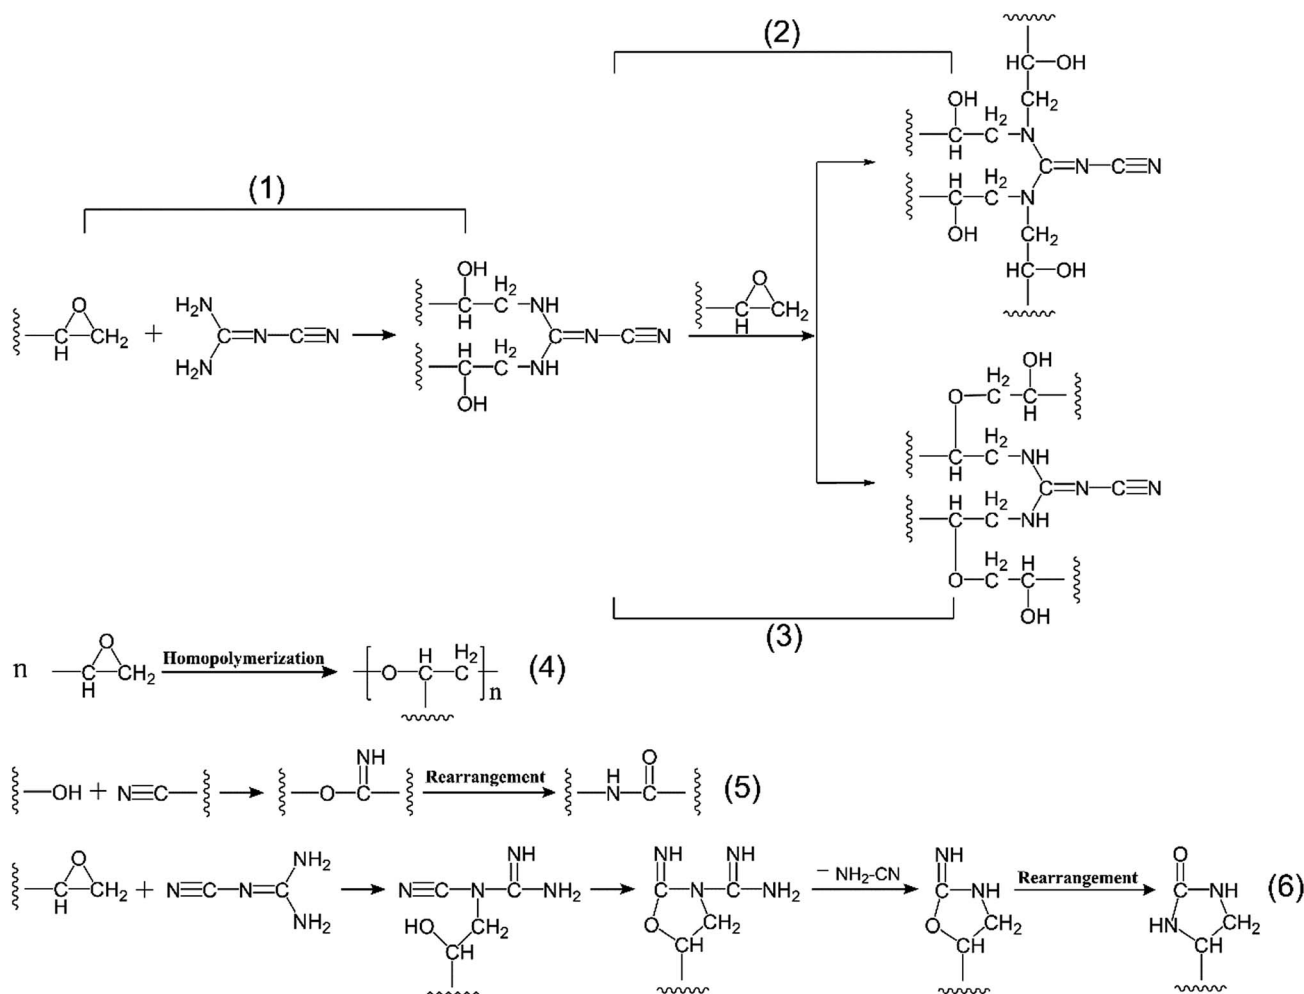 (2)
HC—OH
OH
CH2
H2
C—C—N
H
C=N—C≡N
H
H2
C—C—N
OH
CH2
HC—OH
(1)
O
C—CH2
H
+
H2N
C=N—C≡N
H2N
OH
H2
C—C—NH
H
C=N—C≡N
H
H2
C—C—NH
OH
O
C—CH2
H
OH
H2
O—C—C
H
H2
C—C—NH
H
C=N—C≡N
H
H2
C—C—NH
H2
H
O—C—C
OH
(3)
n
O
C—CH2
H
Homopolymerization
H
H2
O—C—C
n
(4)
OH + N≡C
NH
O—C
Rearrangement
H
O
N—C
(5)
O
C—CH2
H
+
N≡C—N=C
NH2
NH2
NH
N≡C—N—C—NH2
HO
CH2
CH
NH
NH
C—N—C—NH2
O
CH2
CH
− NH2-CN
NH
C—NH
O
CH2
CH
Rearrangement
O
C—NH
HN
CH2
CH
(6)